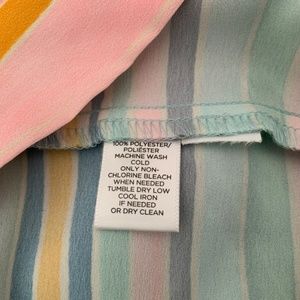 100% POLYESTER/
POLIÉSTER
MACHINE WASH
COLD
ONLY NON-
CHLORINE BLEACH
WHEN NEEDED
TUMBLE DRY LOW
COOL IRON
IF NEEDED
OR DRY CLEAN